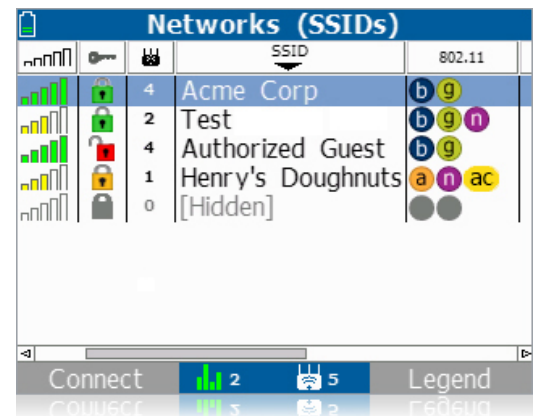 Networks (SSIDs)
SSID 802.11
4 Acme Corp b g
2 Test b g n
4 Authorized Guest b g
1 Henry's Doughnuts a n ac
0 [Hidden]
Connect 2 5 Legend